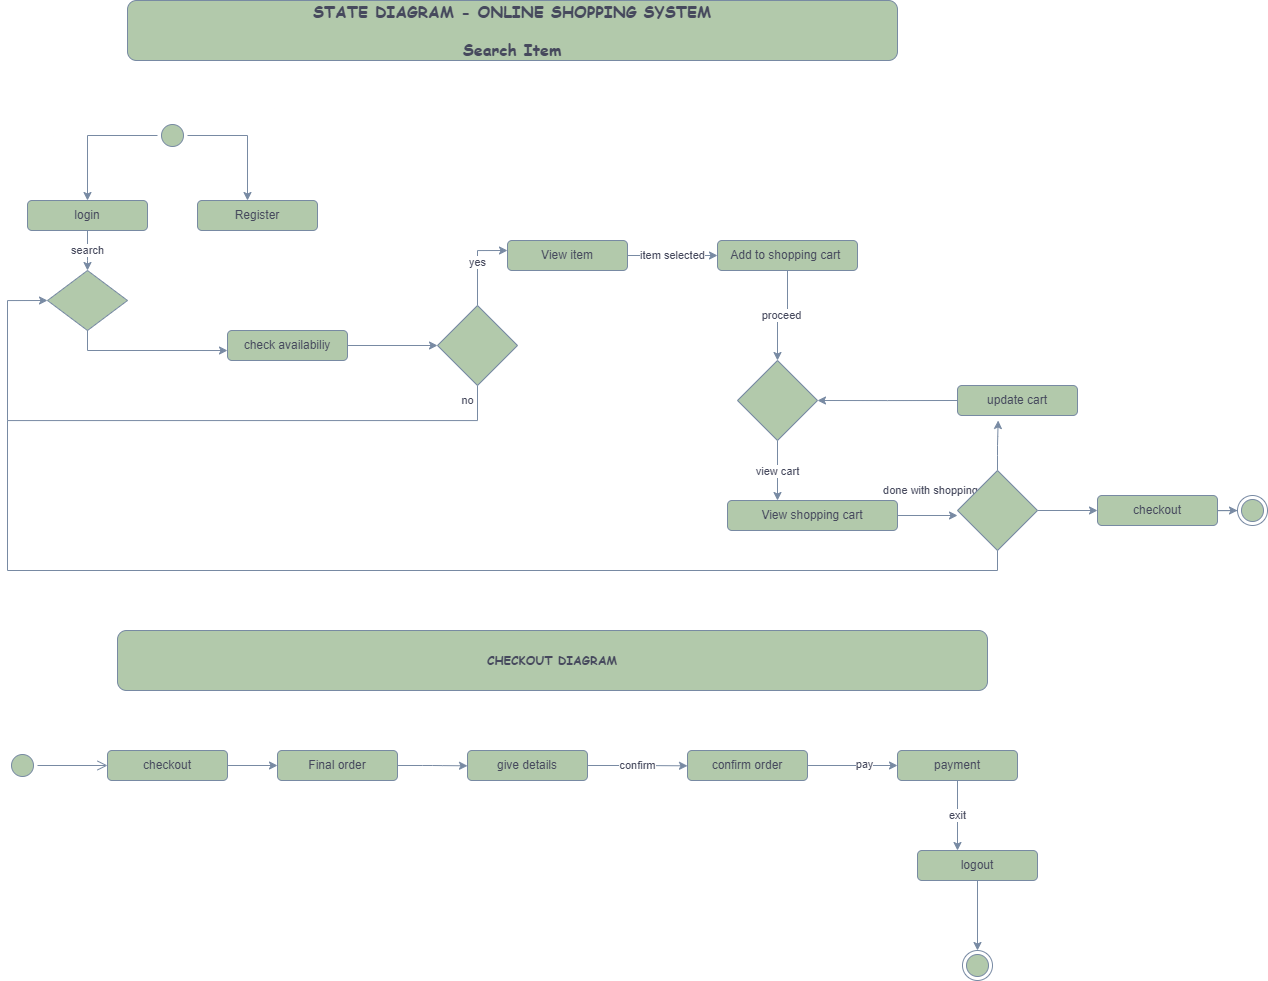 STATE DIAGRAM - ONLINE SHOPPING SYSTEM
Search Item
login
Register
search
yes
View item
item selected
Add to shopping cart
proceed
check availabiliy
no
update cart
view cart
done with shopping
View shopping cart
checkout
CHECKOUT DIAGRAM
checkout
Final order
give details
confirm
confirm order
pay
payment
exit
logout